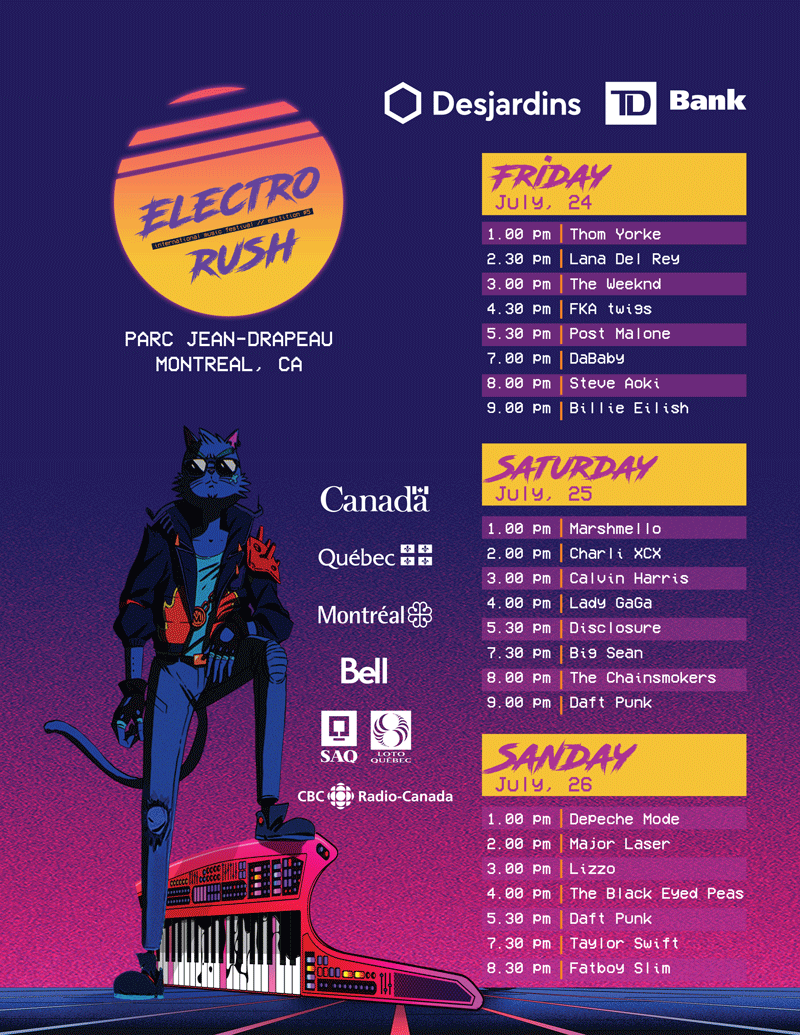 Desjardins
TD Bank
ELECTRO
international music festival // edition #5
RUSH
PARC JEAN-DRAPEAU
MONTREAL, CA
FRIDAY
July, 24
1.00 pm | Thom Yorke
2.30 pm | Lana Del Rey
3.00 pm | The Weeknd
4.30 pm | FKA twigs
5.30 pm | Post Malone
7.00 pm | DaBaby
8.00 pm | Steve Aoki
9.00 pm | Billie Eilish
SATURDAY
July, 25
1.00 pm | Marshmello
2.00 pm | Charli XCX
3.00 pm | Calvin Harris
4.00 pm | Lady GaGa
5.30 pm | Disclosure
7.30 pm | Big Sean
8.00 pm | The Chainsmokers
9.00 pm | Daft Punk
SANDAY
July, 26
1.00 pm | Depeche Mode
2.00 pm | Major Laser
3.00 pm | Lizzo
4.00 pm | The Black Eyed Peas
5.30 pm | Daft Punk
7.30 pm | Taylor Swift
8.30 pm | Fatboy Slim
Canada
Québec
Montréal
Bell
SAQ
LOTO
QUÉBEC
CBC Radio-Canada